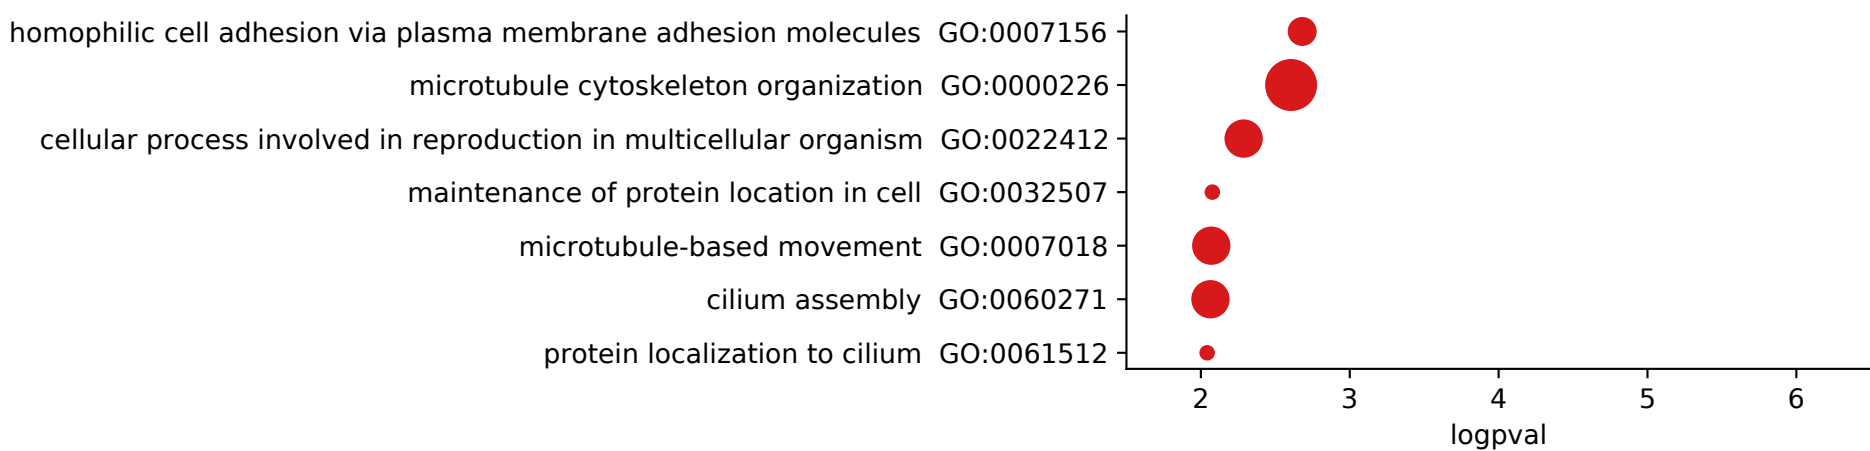 homophilic cell adhesion via plasma membrane adhesion molecules GO:0007156
microtubule cytoskeleton organization GO:0000226
cellular process involved in reproduction in multicellular organism GO:0022412
maintenance of protein location in cell GO:0032507
microtubule-based movement GO:0007018
cilium assembly GO:0060271
protein localization to cilium GO:0061512
2 3 4 5 6
logpval